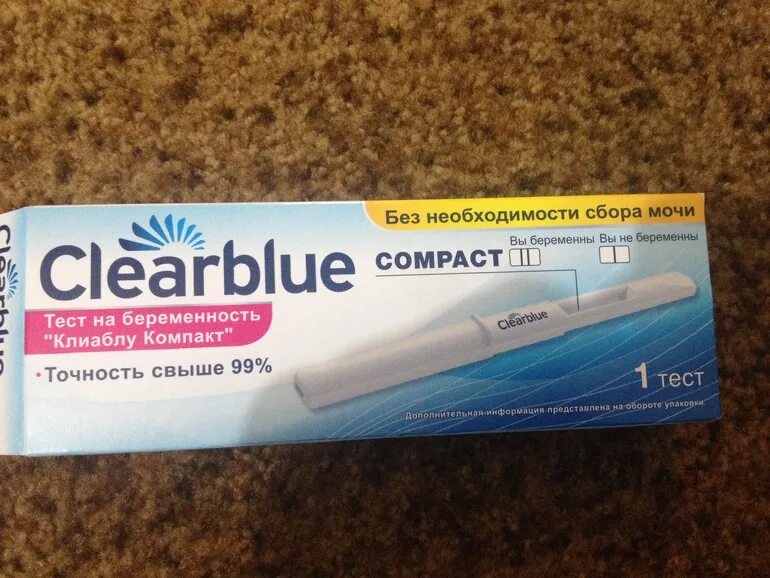 Без необходимости сбора мочи
Clearblue
Clearblue
COMPACT
Вы беременны
Вы не беременны
Тест на беременность
"Клиаблу Компакт"
Clearblue
• Точность свыше 99%
1 тест
Дополнительная информация представлена на обороте упаковки.